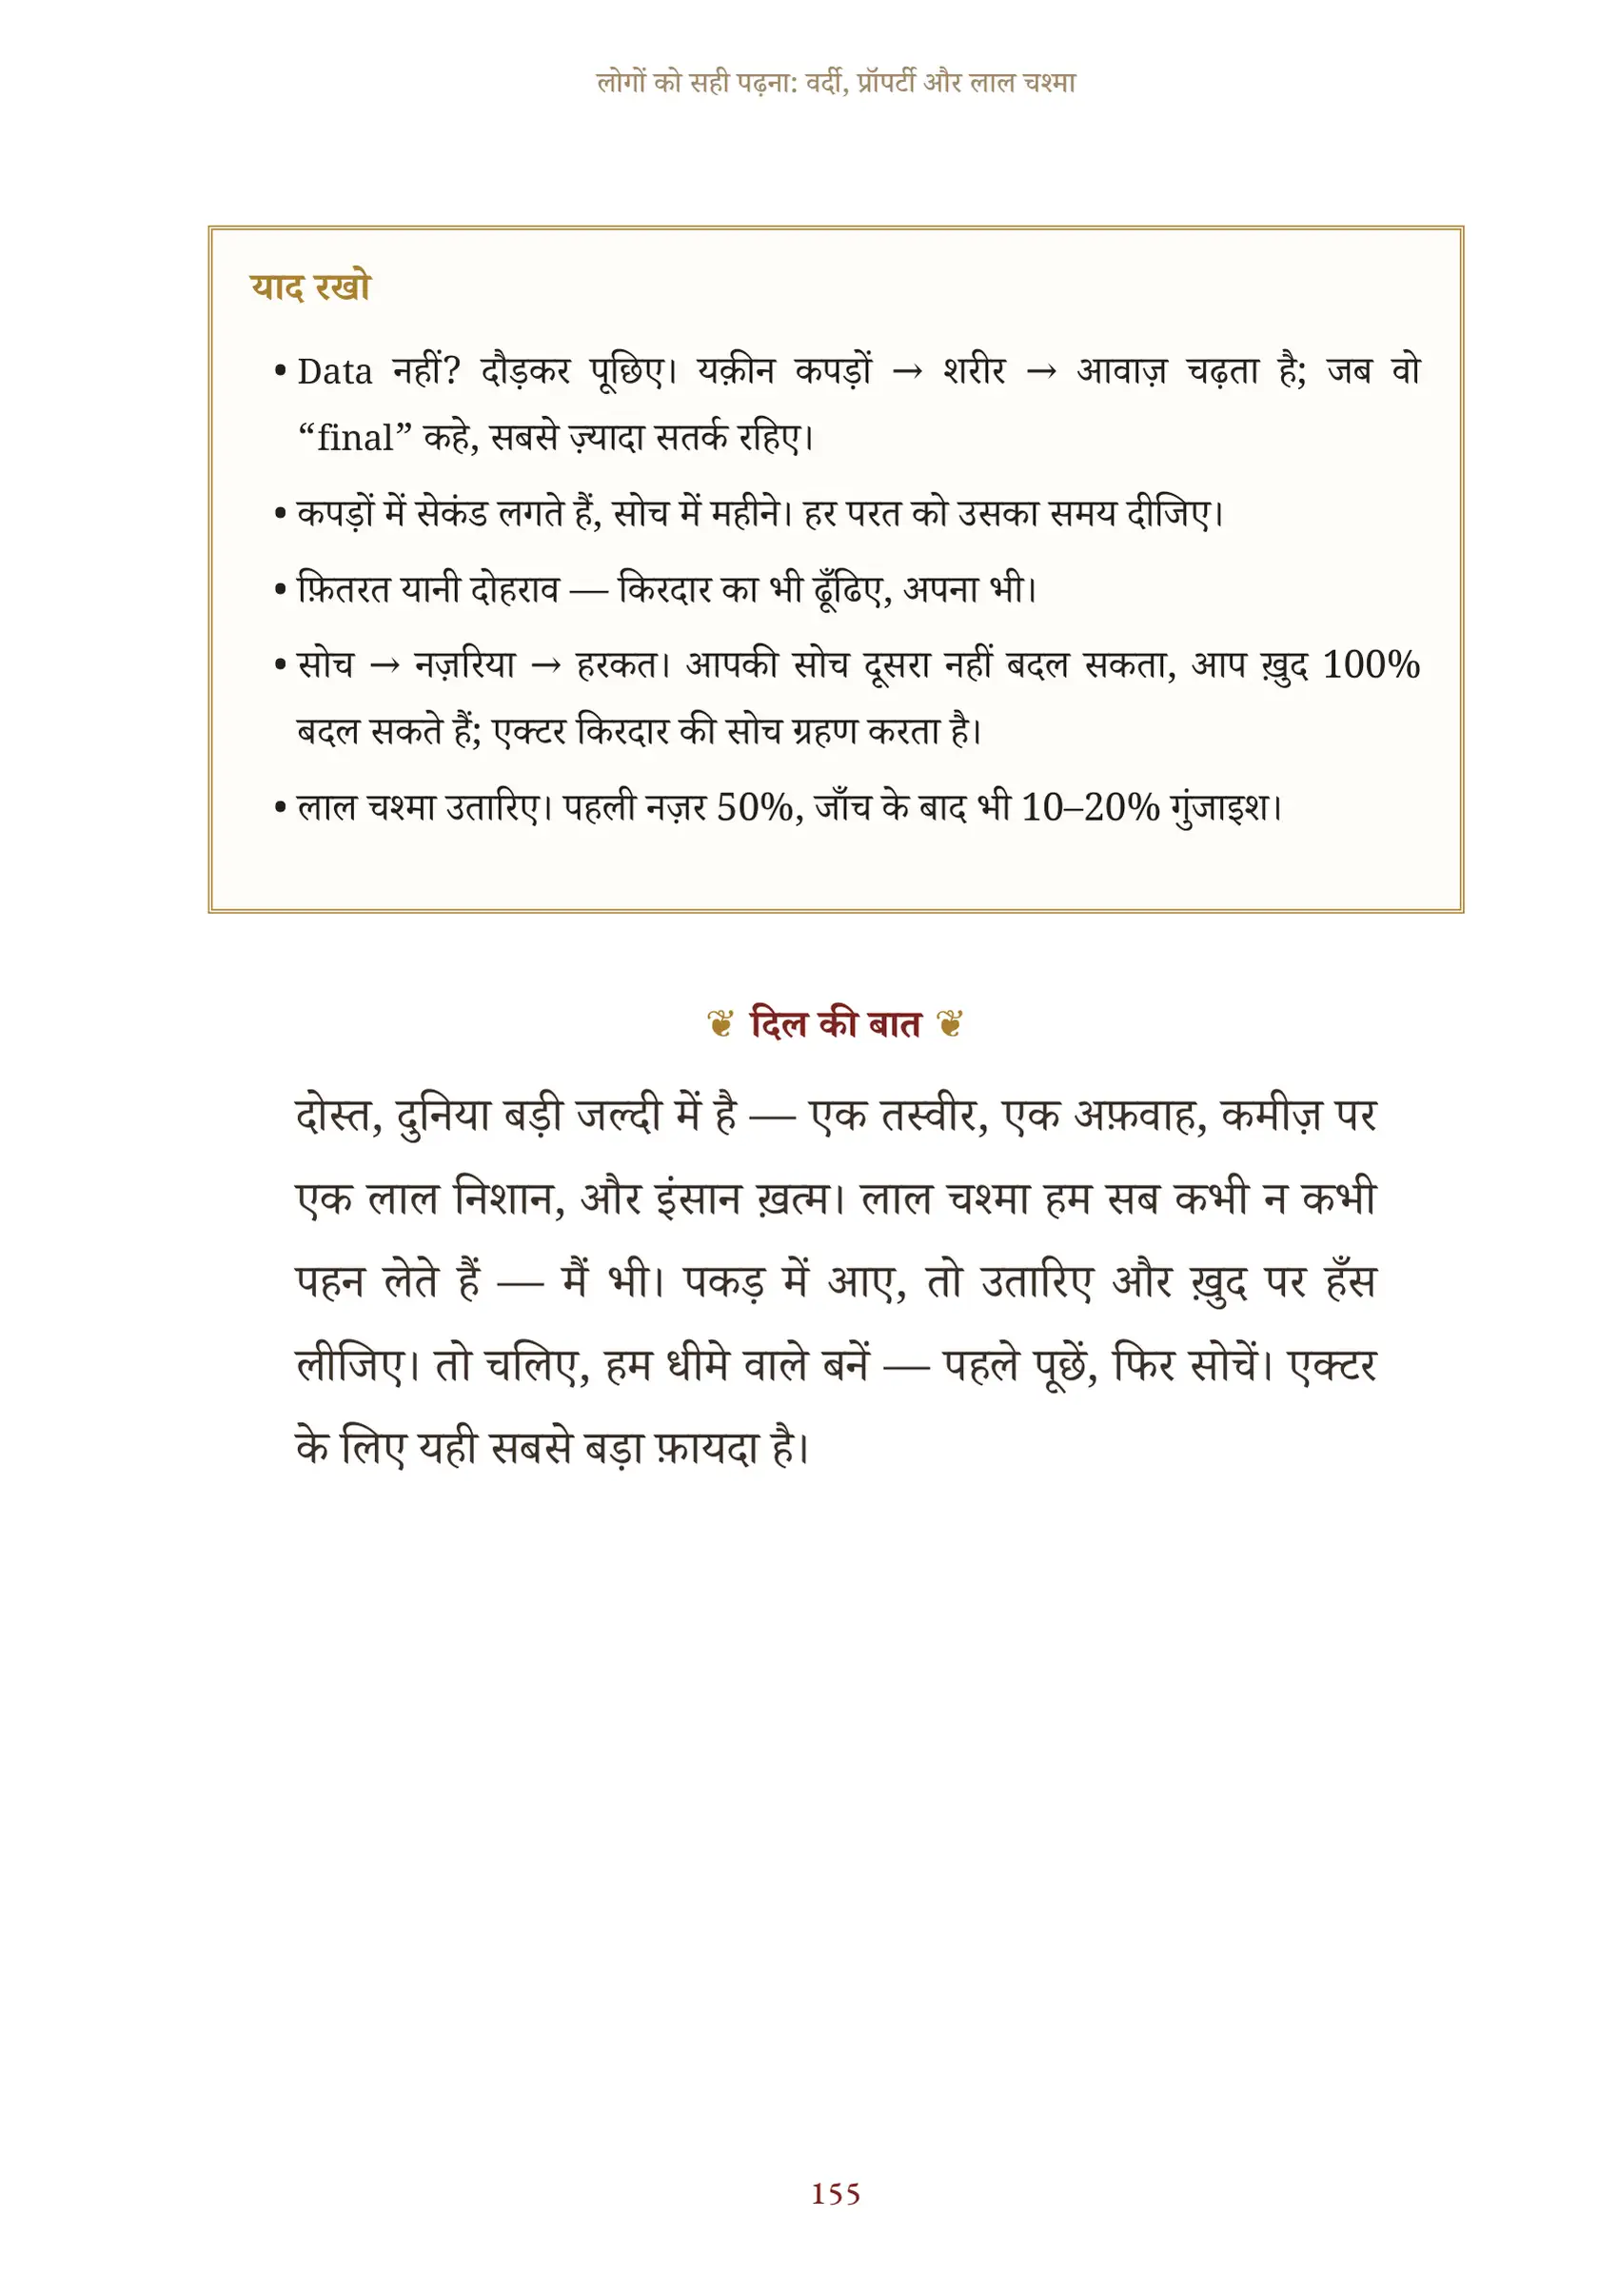 लोगों को सही पढ़ना: वर्दी, प्रॉपर्टी और लाल चश्मा
याद रखो
• Data नहीं? दौड़कर पूछिए। यक़ीन कपड़ों → शरीर → आवाज़ चढ़ता है; जब वो
“final” कहे, सबसे ज़्यादा सतर्क रहिए।
• कपड़ों में सेकंड लगते हैं, सोच में महीने। हर परत को उसका समय दीजिए।
• फ़ितरत यानी दोहराव — किरदार का भी ढूँढिए, अपना भी।
• सोच → नज़रिया → हरकत। आपकी सोच दूसरा नहीं बदल सकता, आप ख़ुद 100%
बदल सकते हैं; एक्टर किरदार की सोच ग्रहण करता है।
• लाल चश्मा उतारिए। पहली नज़र 50%, जाँच के बाद भी 10–20% गुंजाइश।
❦ दिल की बात ❦
दोस्त, दुनिया बड़ी जल्दी में है — एक तस्वीर, एक अफ़वाह, कमीज़ पर
एक लाल निशान, और इंसान ख़त्म। लाल चश्मा हम सब कभी न कभी
पहन लेते हैं — मैं भी। पकड़ में आए, तो उतारिए और ख़ुद पर हँस
लीजिए। तो चलिए, हम धीमे वाले बनें — पहले पूछें, फिर सोचें। एक्टर
के लिए यही सबसे बड़ा फ़ायदा है।
155